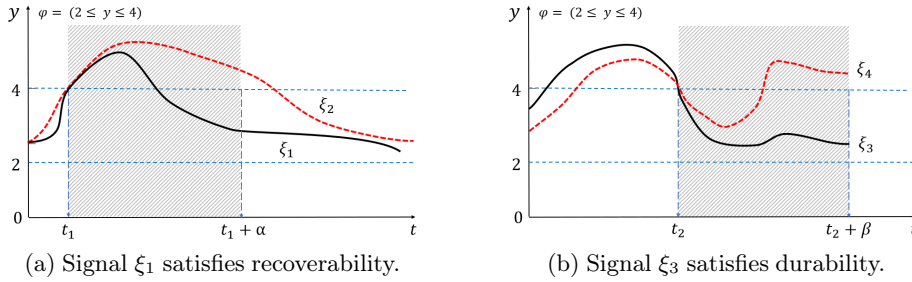 y φ = (2 ≤ y ≤ 4)
4
ξ₂
ξ₁
2
0
t₁ t₁ + α t
(a) Signal ξ₁ satisfies recoverability.
y φ = (2 ≤ y ≤ 4)
ξ₄
4
ξ₃
2
0
t₂ t₂ + β t
(b) Signal ξ₃ satisfies durability.